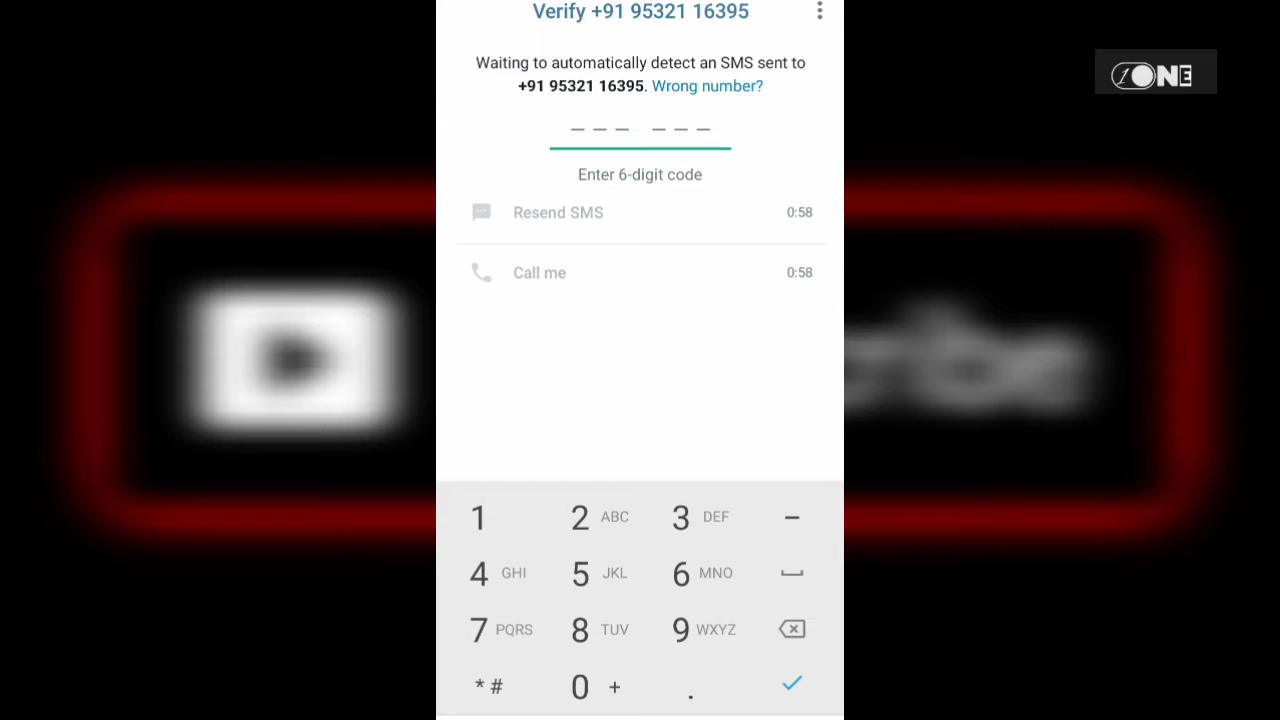 Verify +91 95321 16395
1ONE
Waiting to automatically detect an SMS sent to
+91 95321 16395. Wrong number?
Enter 6-digit code
Resend SMS 0:58
Call me 0:58
1 2 ABC 3 DEF –
4 GHI 5 JKL 6 MNO
7 PQRS 8 TUV 9 WXYZ
* # 0 + .